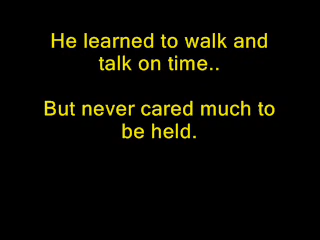 He learned to walk and
talk on time..
But never cared much to
be held.